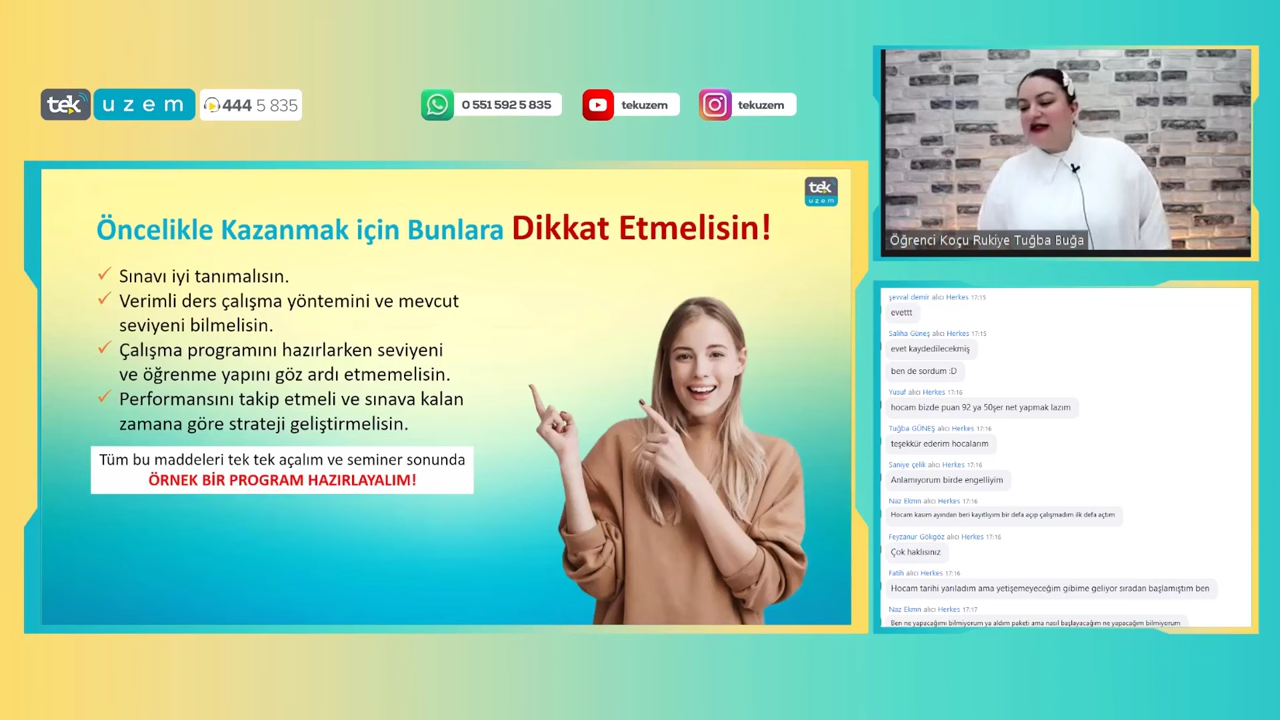 tek uzem 444 5 835
0 551 592 5 835
tekuzem
tekuzem
tek
uzem
Öncelikle Kazanmak için Bunlara Dikkat Etmelisin!
Sınavı iyi tanımalısın.
Verimli ders çalışma yöntemini ve mevcut
seviyeni bilmelisin.
Çalışma programını hazırlarken seviyeni
ve öğrenme yapını göz ardı etmemelisin.
Performansını takip etmeli ve sınava kalan
zamana göre strateji geliştirmelisin.
Tüm bu maddeleri tek tek açalım ve seminer sonunda
ÖRNEK BİR PROGRAM HAZIRLAYALIM!
Öğrenci Koçu Rukiye Tuğba Buğa
şevval demir alıcı Herkes 17:15
evettt
Saliha Güneş alıcı Herkes 17:15
evet kaydedilecekmiş
ben de sordum :D
Yusuf alıcı Herkes 17:16
hocam bizde puan 92 ya 50şer net yapmak lazım
Tuğba GÜNEŞ alıcı Herkes 17:16
teşekkür ederim hocalarım
Saniye çelik alıcı Herkes 17:16
Anlamıyorum birde engelliyim
Naz Ekmn alıcı Herkes 17:16
Hocam kasım ayından beri kayıtlıyım bir defa açıp çalışmadım ilk defa açtım
Feyzanur Gökgöz alıcı Herkes 17:16
Çok haklısınız
Fatih alıcı Herkes 17:16
Hocam tarihi yarıladım ama yetişemeyeceğim gibime geliyor sıradan başlamıştım ben
Naz Ekmn alıcı Herkes 17:17
Ben ne yapacağımı bilmiyorum ya aldım paketi ama nasıl başlayacağım ne yapacağım bilmiyorum